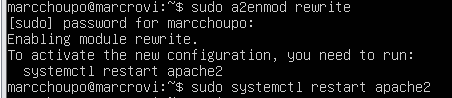 marcchoupo@marcrovi:~$ sudo a2enmod rewrite
[sudo] password for marcchoupo:
Enabling module rewrite.
To activate the new configuration, you need to run:
  systemctl restart apache2
marcchoupo@marcrovi:~$ sudo systemctl restart apache2